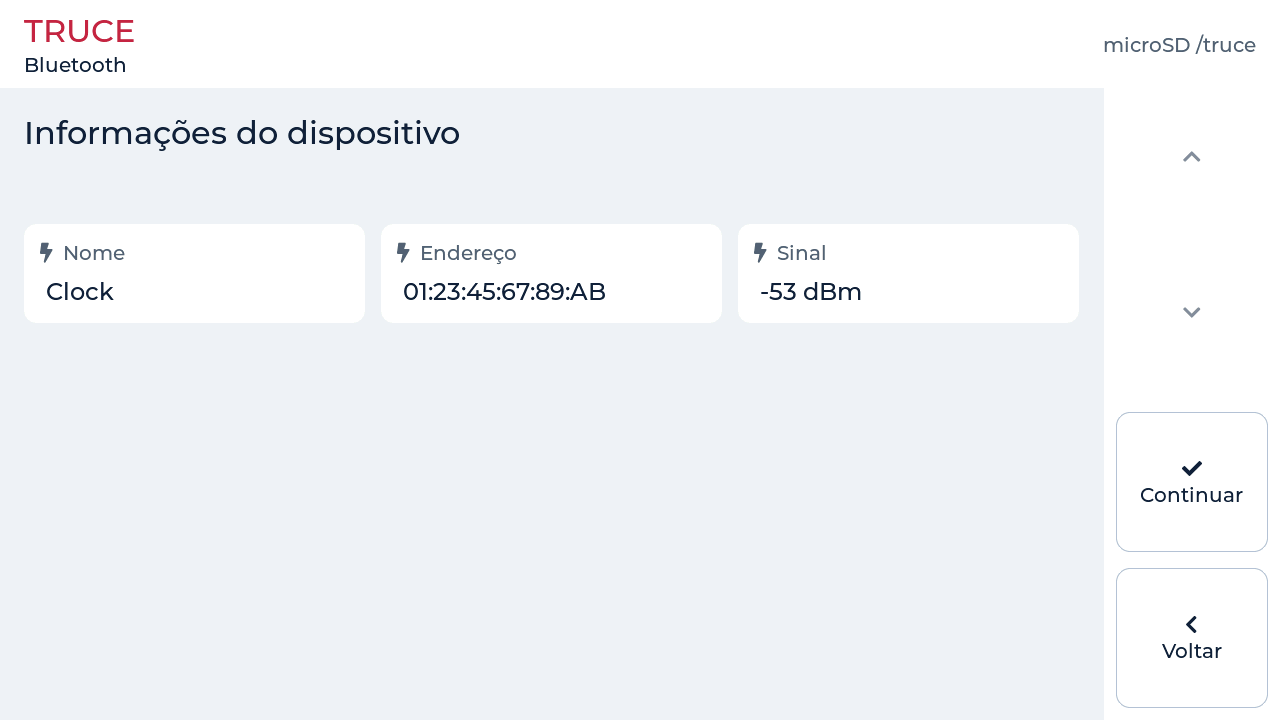 TRUCE
Bluetooth
microSD /truce
Informações do dispositivo
Nome
Clock
Endereço
01:23:45:67:89:AB
Sinal
-53 dBm
Continuar
Voltar